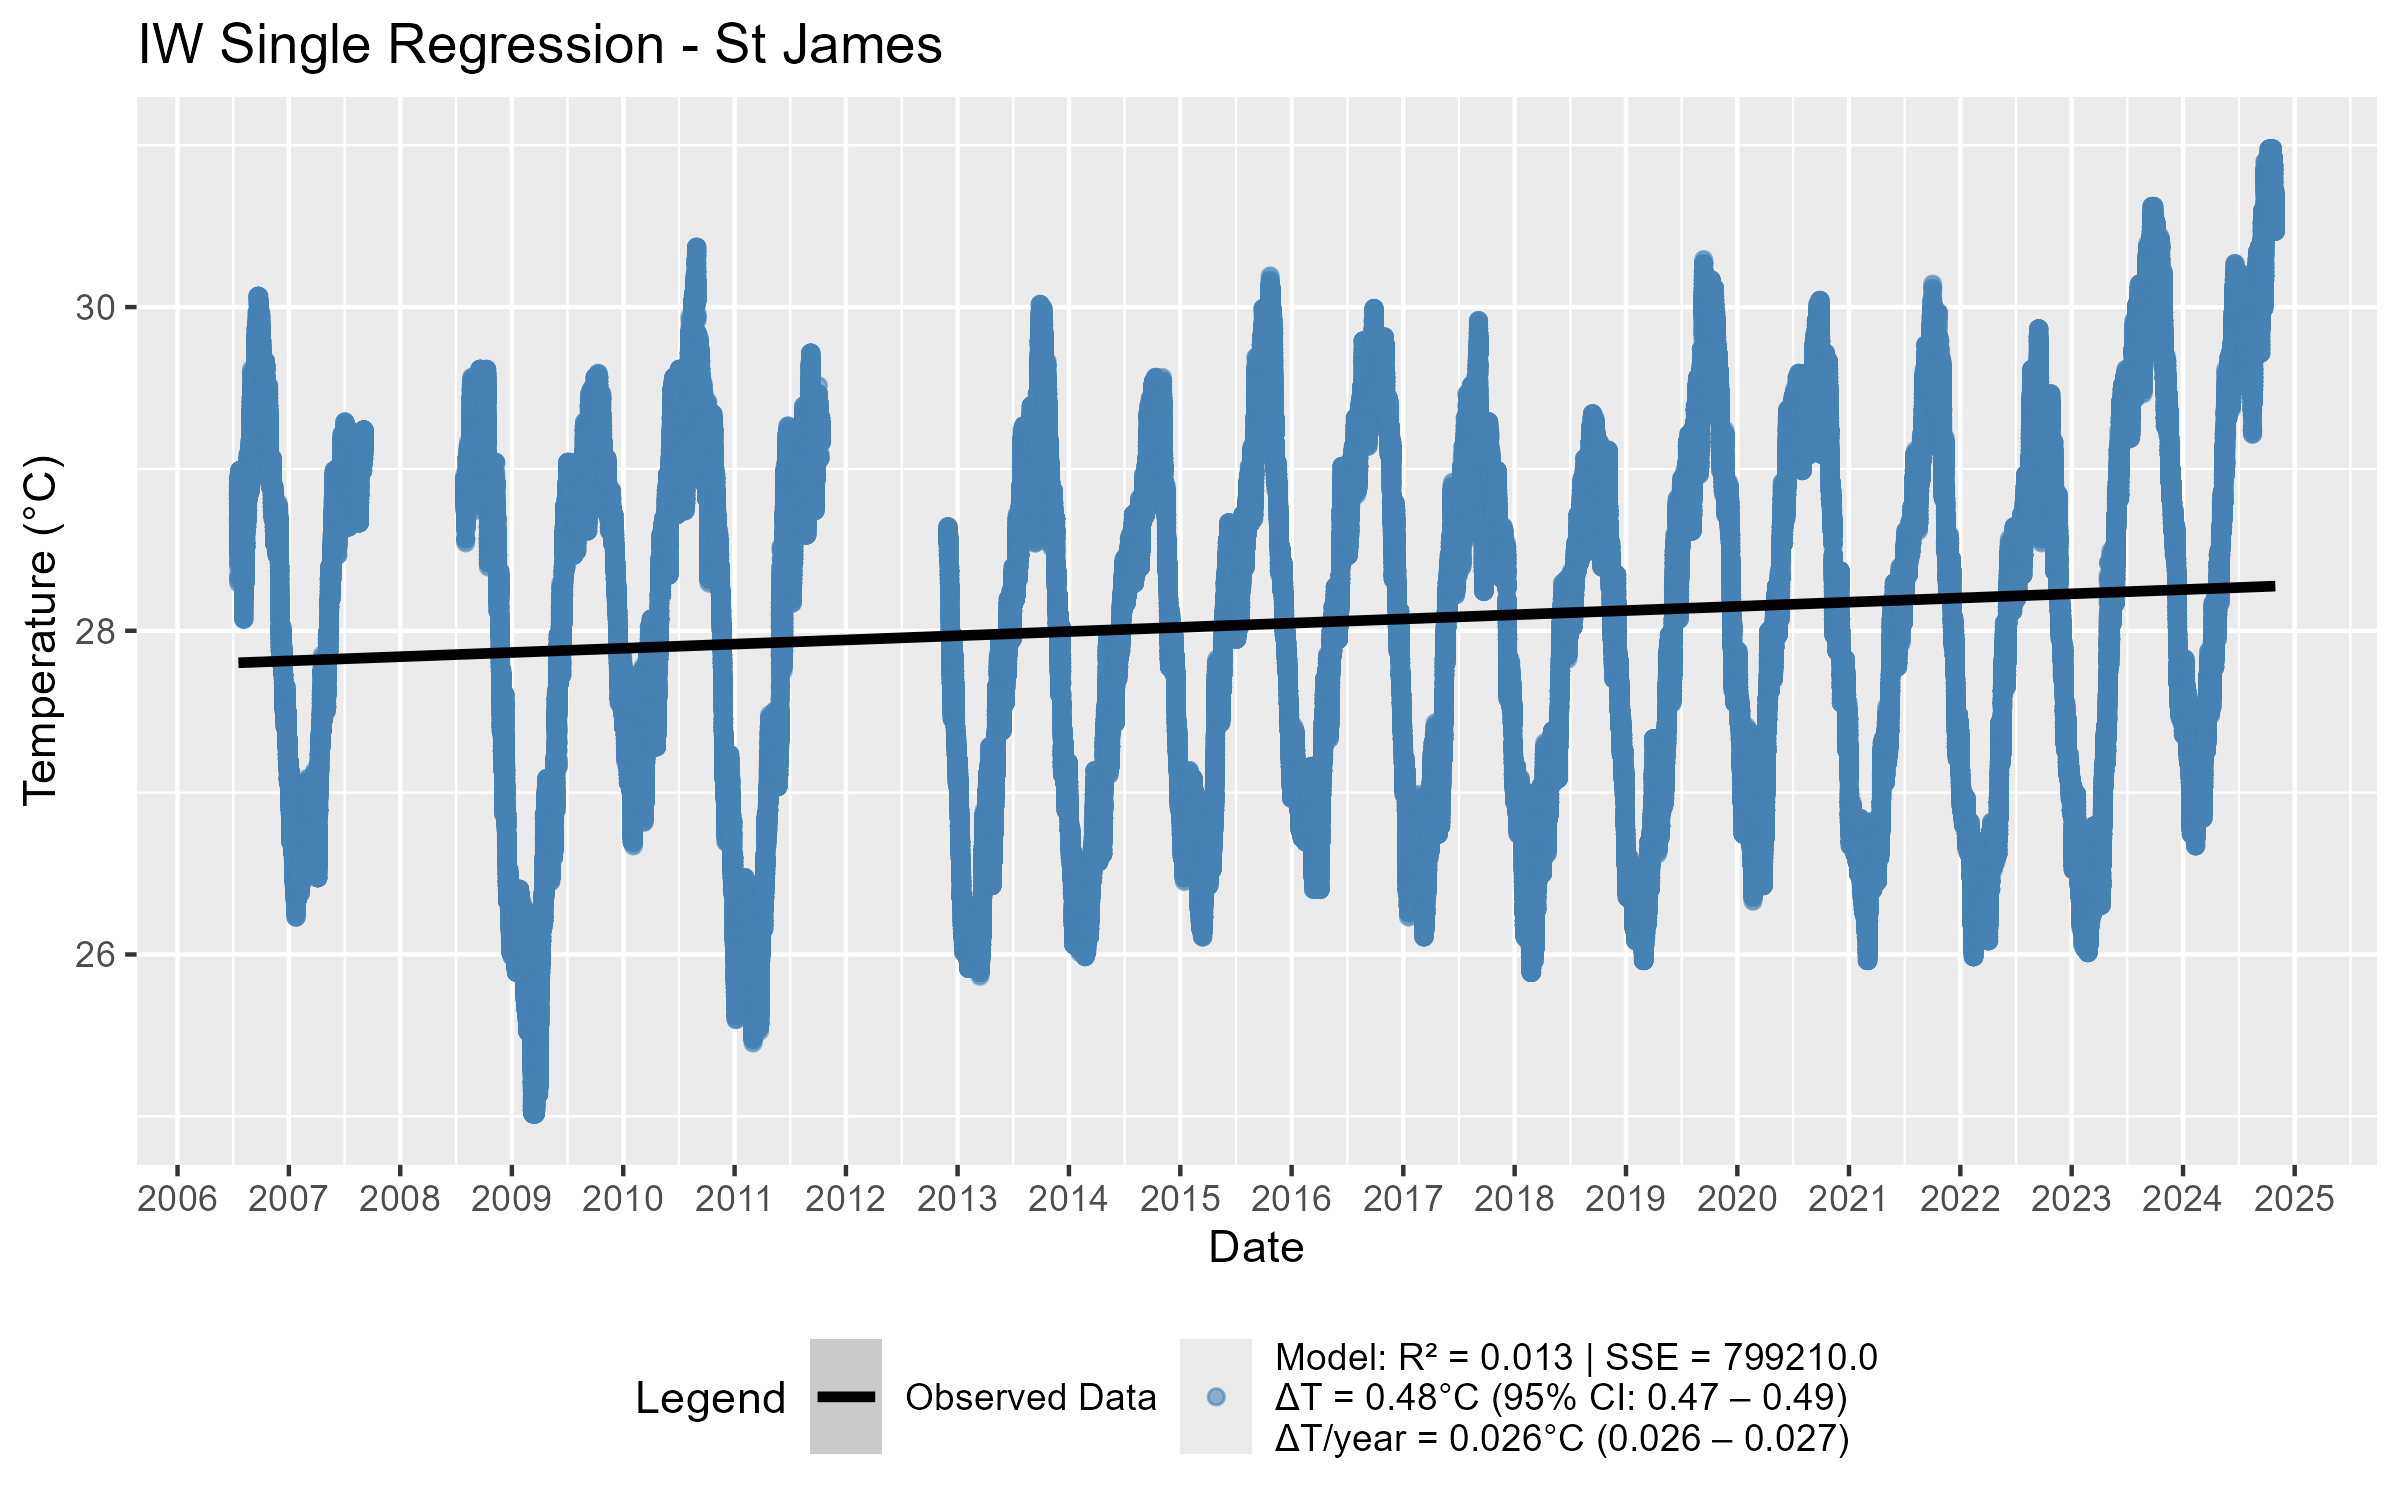 IW Single Regression - St James
Temperature (°C)
30
28
26
2006 2007 2008 2009 2010 2011 2012 2013 2014 2015 2016 2017 2018 2019 2020 2021 2022 2023 2024 2025
Date
Legend
Observed Data
Model: R² = 0.013 | SSE = 799210.0
ΔT = 0.48°C (95% CI: 0.47 – 0.49)
ΔT/year = 0.026°C (0.026 – 0.027)